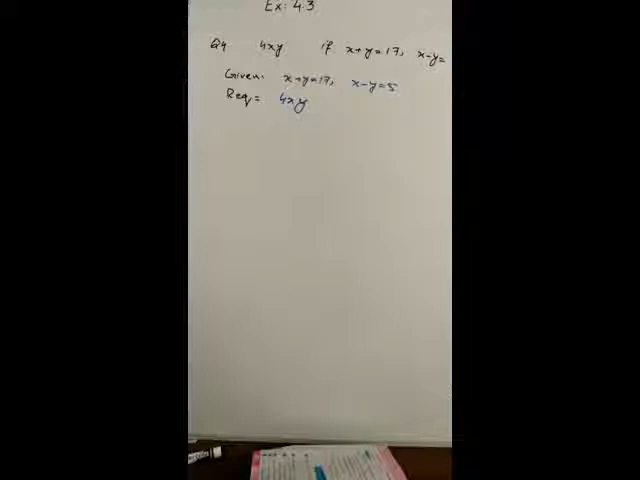 Ex: 4.3
Q4 4xy if x+y=17, x-y=
Given: x+y=17, x-y=5
Req = 4xy